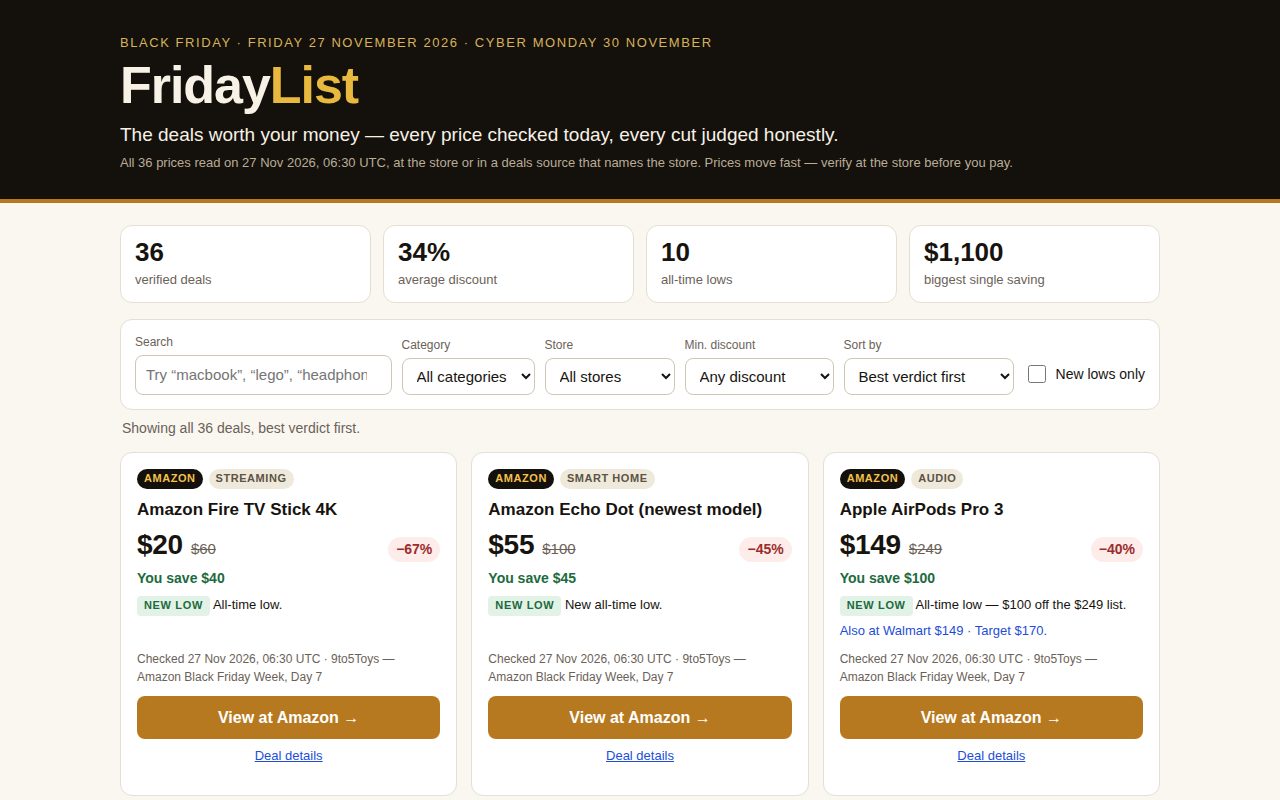 BLACK FRIDAY · FRIDAY 27 NOVEMBER 2026 · CYBER MONDAY 30 NOVEMBER
FridayList
The deals worth your money — every price checked today, every cut judged honestly.
All 36 prices read on 27 Nov 2026, 06:30 UTC, at the store or in a deals source that names the store. Prices move fast — verify at the store before you pay.
36
verified deals
34%
average discount
10
all-time lows
$1,100
biggest single saving
Search
Try “macbook”, “lego”, “headphon
Category
All categories
Store
All stores
Min. discount
Any discount
Sort by
Best verdict first
New lows only
Showing all 36 deals, best verdict first.
AMAZON STREAMING
Amazon Fire TV Stick 4K
$20 $60 −67%
You save $40
NEW LOW All-time low.
Checked 27 Nov 2026, 06:30 UTC · 9to5Toys —
Amazon Black Friday Week, Day 7
View at Amazon →
Deal details
AMAZON SMART HOME
Amazon Echo Dot (newest model)
$55 $100 −45%
You save $45
NEW LOW New all-time low.
Checked 27 Nov 2026, 06:30 UTC · 9to5Toys —
Amazon Black Friday Week, Day 7
View at Amazon →
Deal details
AMAZON AUDIO
Apple AirPods Pro 3
$149 $249 −40%
You save $100
NEW LOW All-time low — $100 off the $249 list.
Also at Walmart $149 · Target $170.
Checked 27 Nov 2026, 06:30 UTC · 9to5Toys —
Amazon Black Friday Week, Day 7
View at Amazon →
Deal details